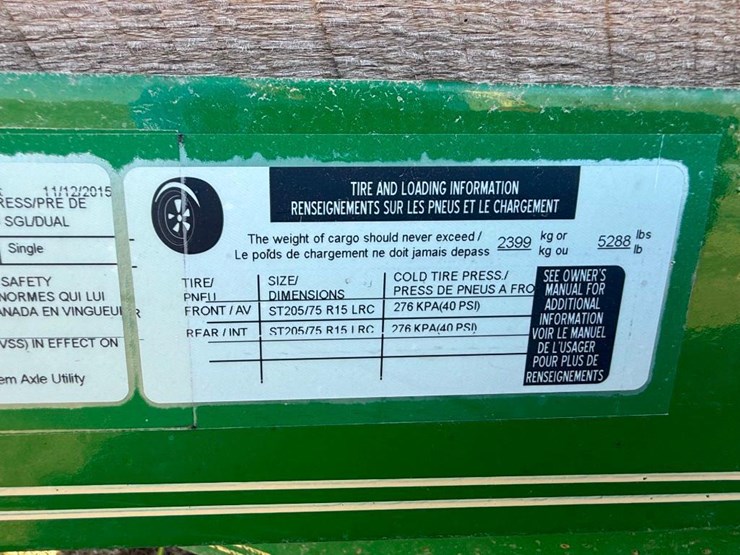 11/12/2015
RESS/PRE DE
SGL/DUAL
Single
SAFETY
NORMES QUI LUI
ANADA EN VINGUEUR
VSS) IN EFFECT ON
em Axle Utility
TIRE AND LOADING INFORMATION
RENSEIGNEMENTS SUR LES PNEUS ET LE CHARGEMENT
The weight of cargo should never exceed / 2399 kg or 5288 lbs
Le poids de chargement ne doit jamais depass kg ou lb
TIRE/ SIZE/ COLD TIRE PRESS./
PNEU DIMENSIONS PRESS DE PNEUS A FRO
FRONT / AV ST205/75 R15 LRC 276 KPA(40 PSI)
REAR / INT ST205/75 R15 LRC 276 KPA(40 PSI)
SEE OWNER'S
MANUAL FOR
ADDITIONAL
INFORMATION
VOIR LE MANUEL
DE L'USAGER
POUR PLUS DE
RENSEIGNEMENTS